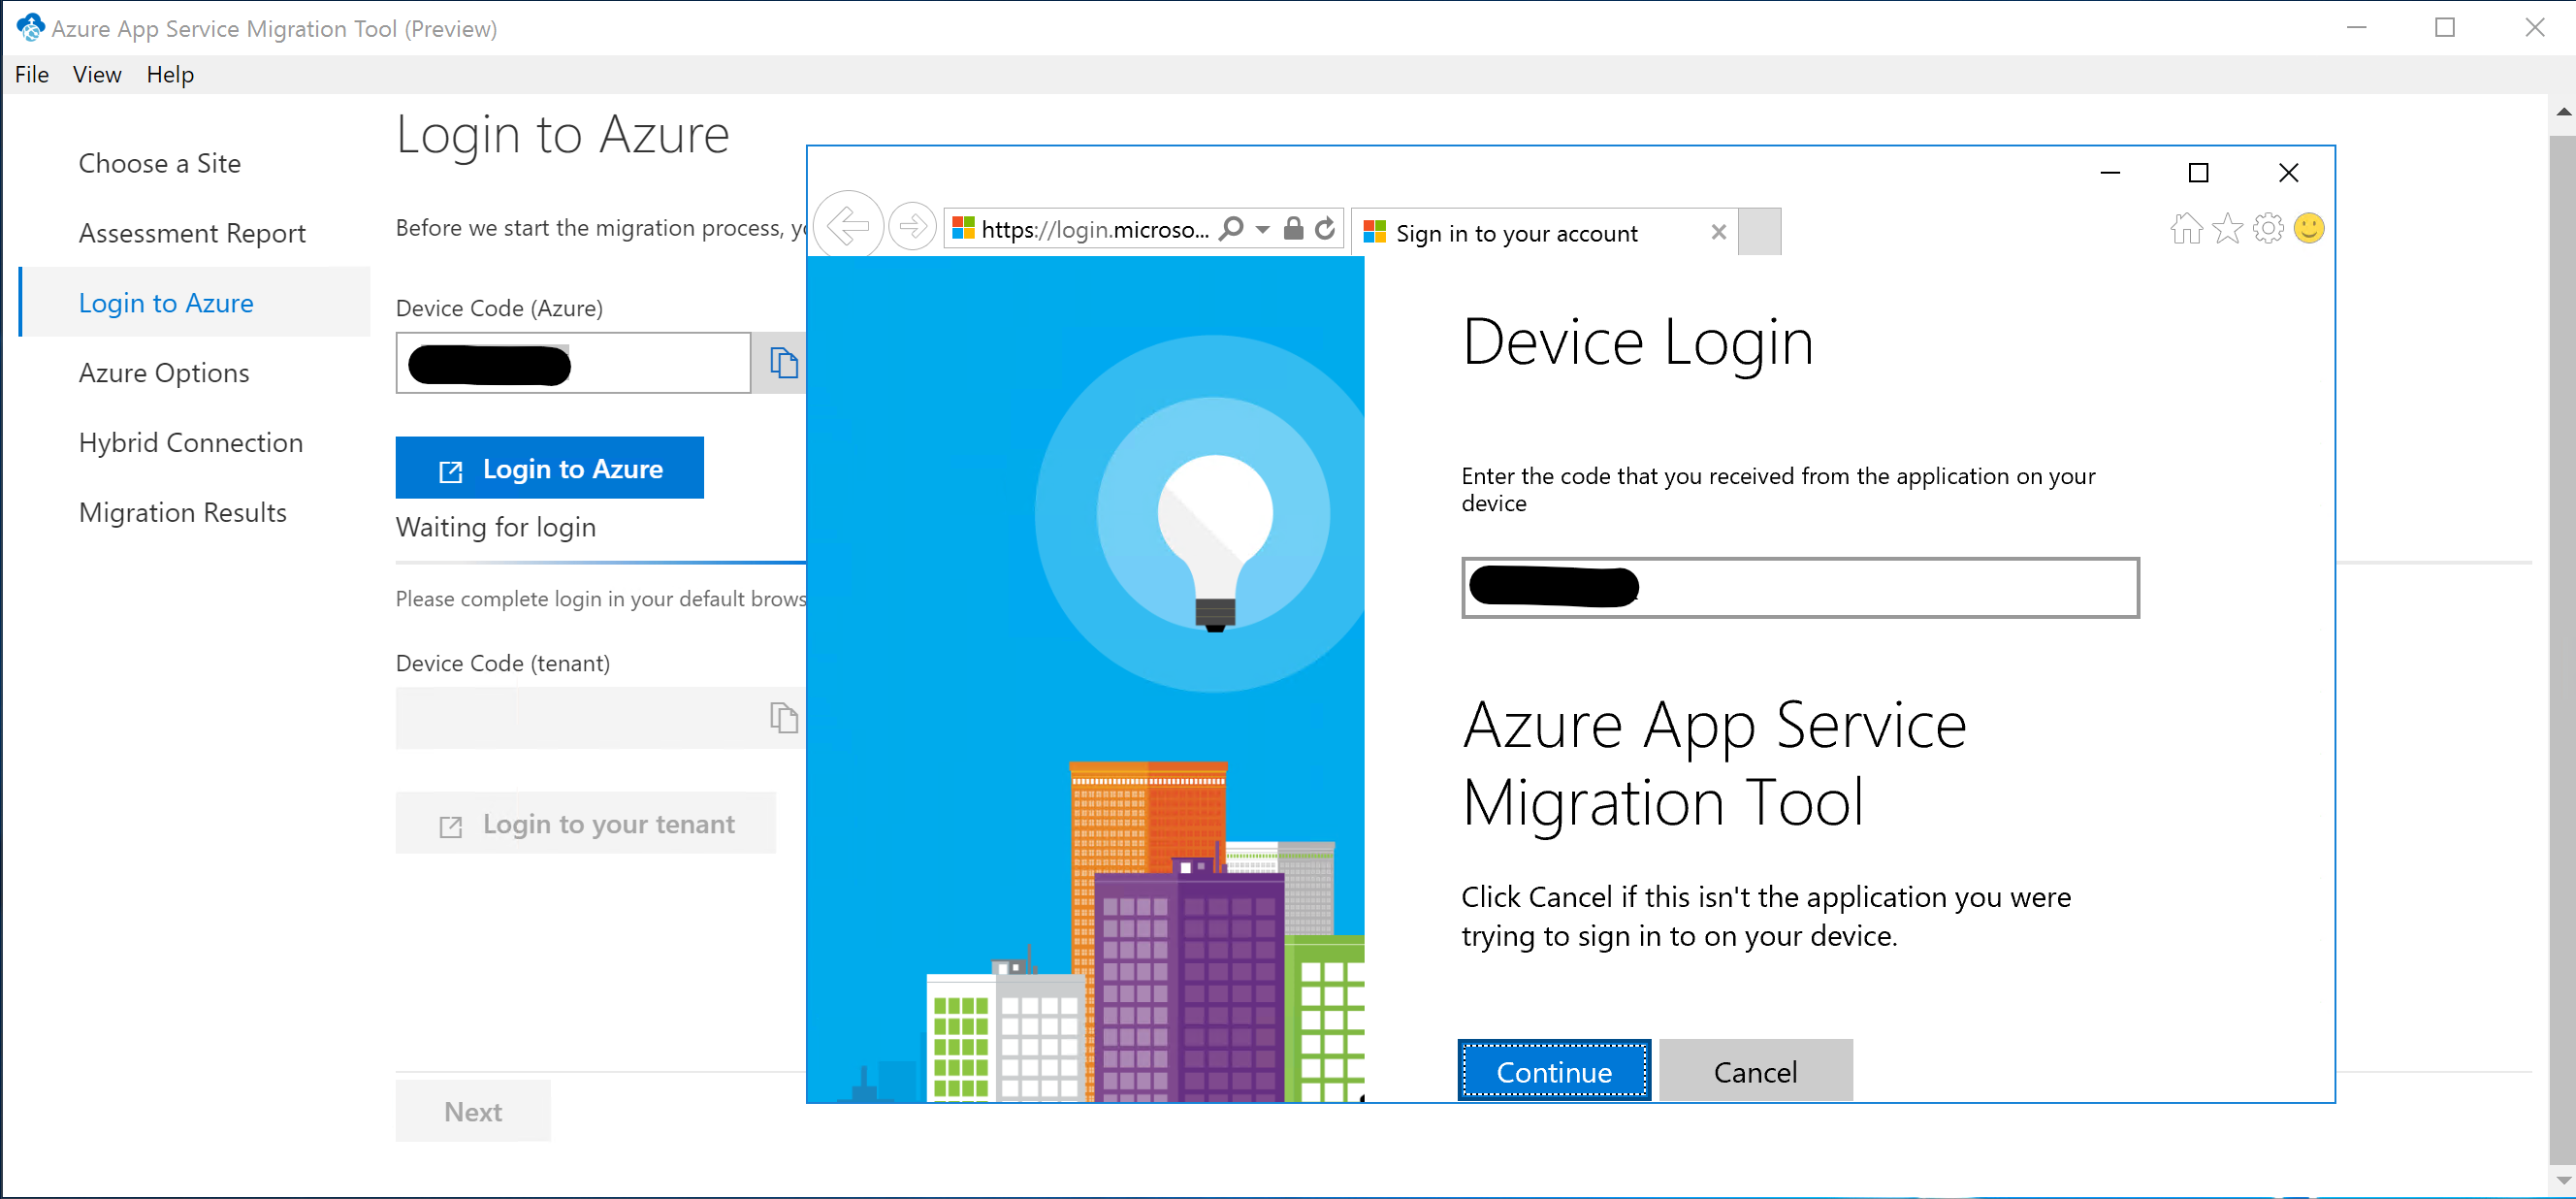 Azure App Service Migration Tool (Preview)
File View Help
Choose a Site
Assessment Report
Login to Azure
Azure Options
Hybrid Connection
Migration Results
Login to Azure
Before we start the migration process,
Device Code (Azure)
Login to Azure
Waiting for login
Please complete login in your default
Device Code (tenant)
Login to your tenant
Next
https://login.microso...
Sign in to your account
Device Login
Enter the code that you received from the application on your
device
Azure App Service
Migration Tool
Click Cancel if this isn't the application you were
trying to sign in to on your device.
Continue
Cancel